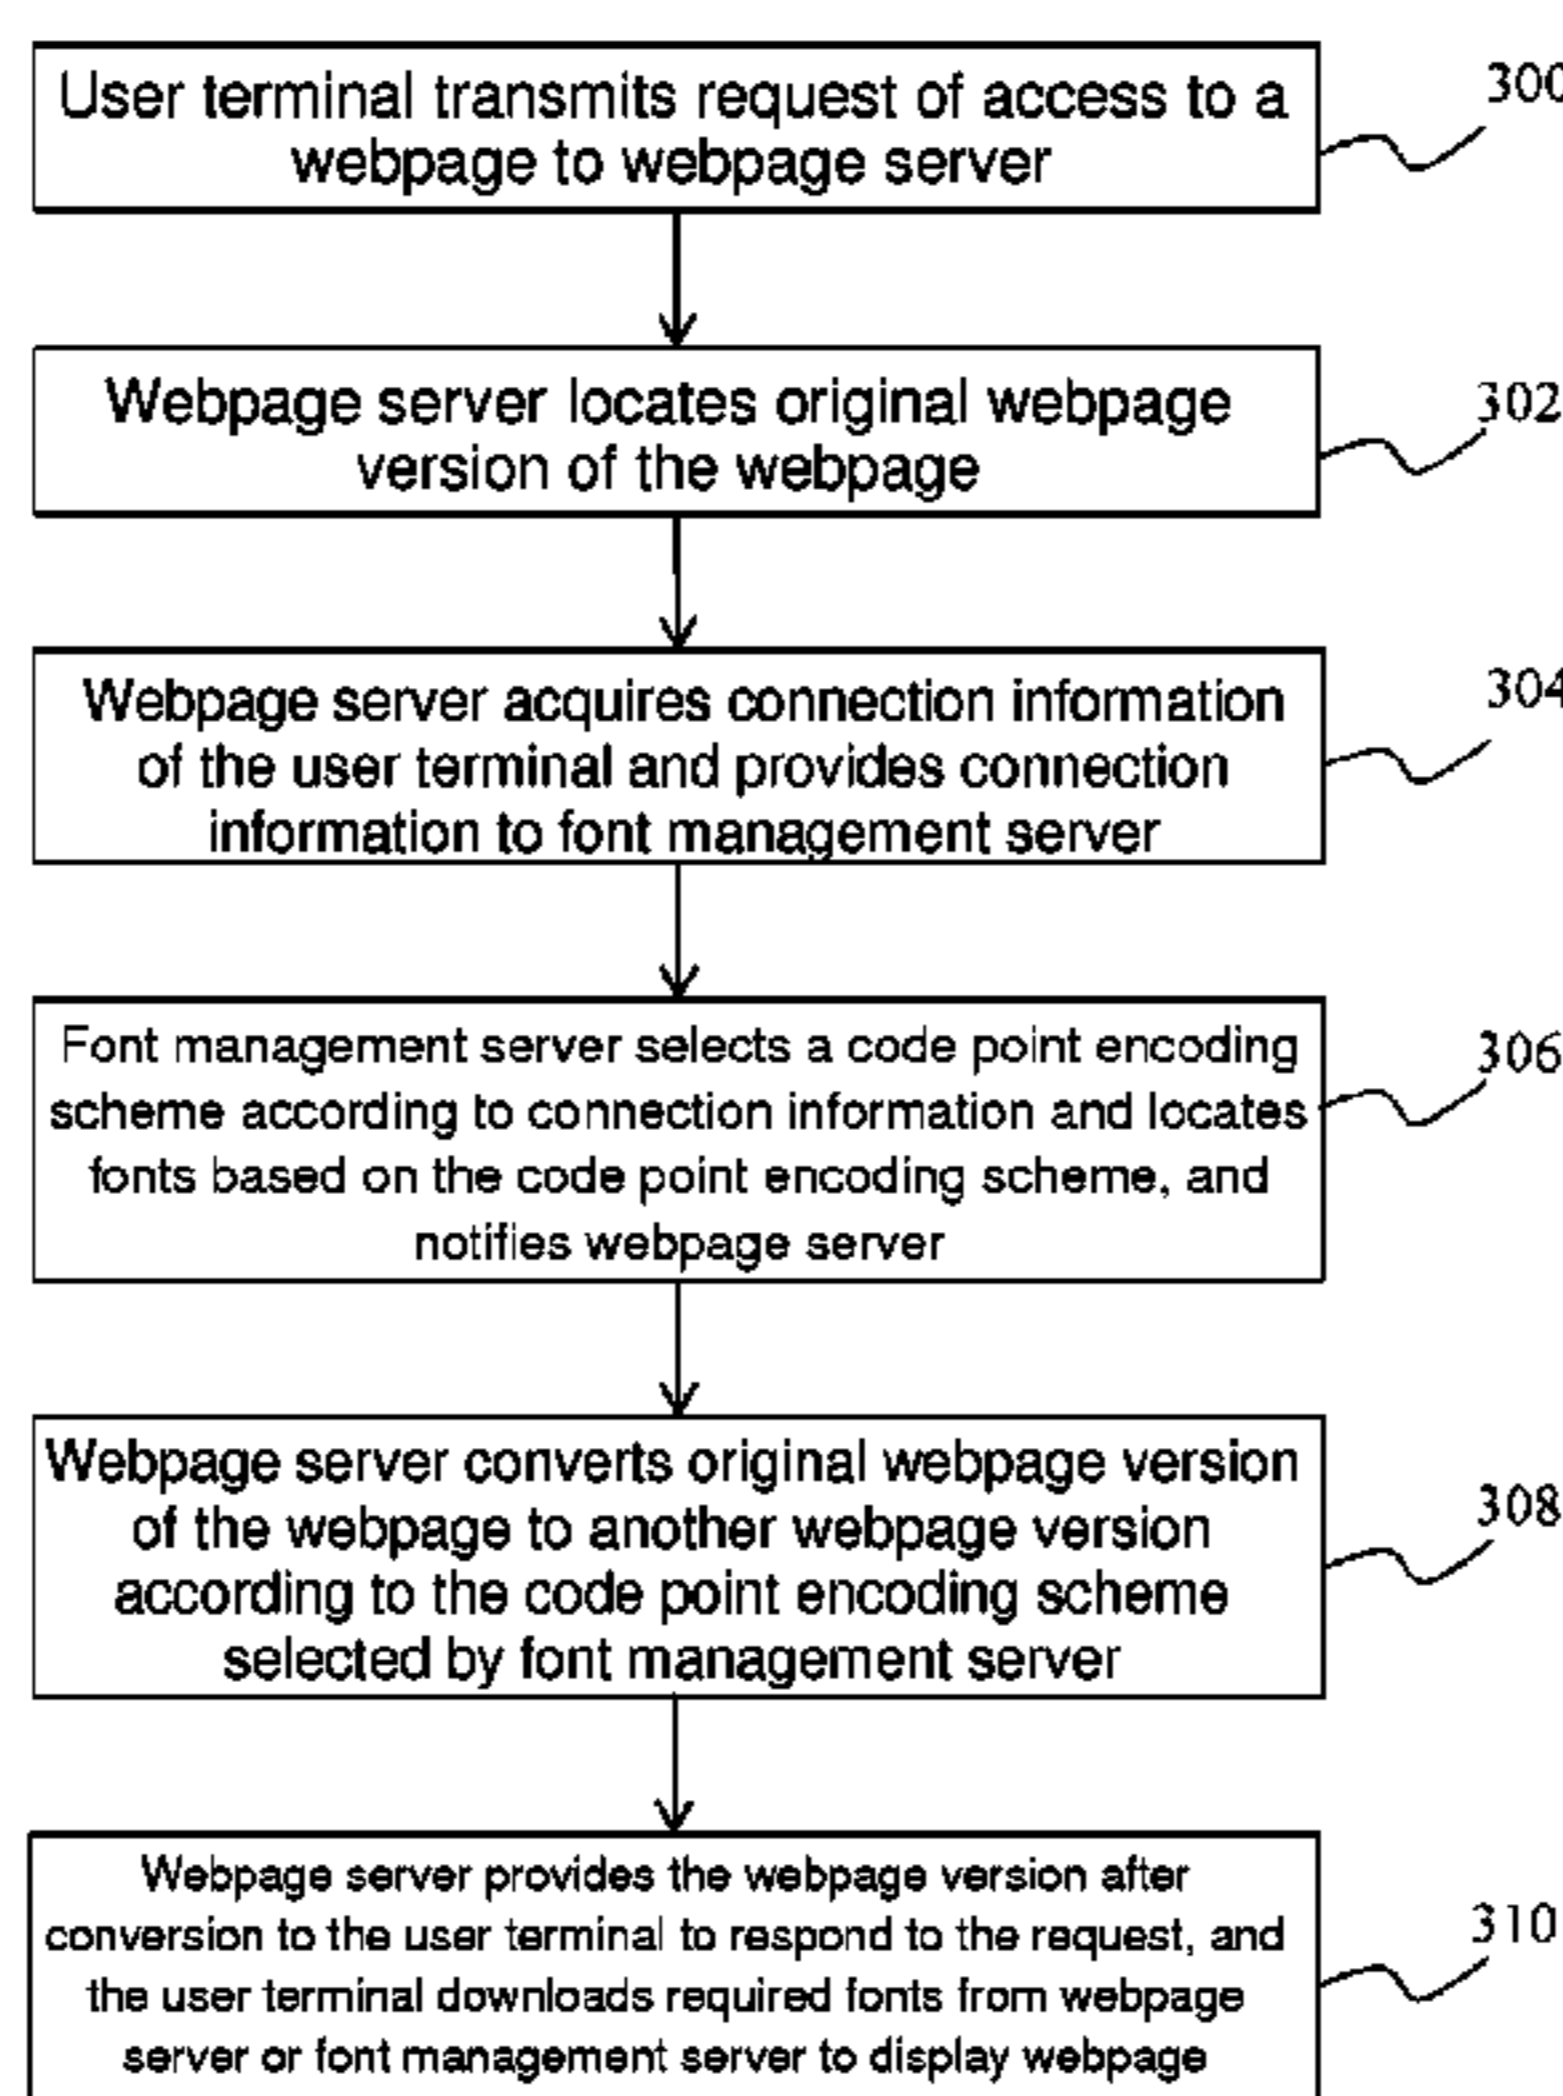 User terminal transmits request of access to a
webpage to webpage server
300
Webpage server locates original webpage
version of the webpage
302
Webpage server acquires connection information
of the user terminal and provides connection
information to font management server
304
Font management server selects a code point encoding
scheme according to connection information and locates
fonts based on the code point encoding scheme, and
notifies webpage server
306
Webpage server converts original webpage version
of the webpage to another webpage version
according to the code point encoding scheme
selected by font management server
308
Webpage server provides the webpage version after
conversion to the user terminal to respond to the request, and
the user terminal downloads required fonts from webpage
server or font management server to display webpage
310